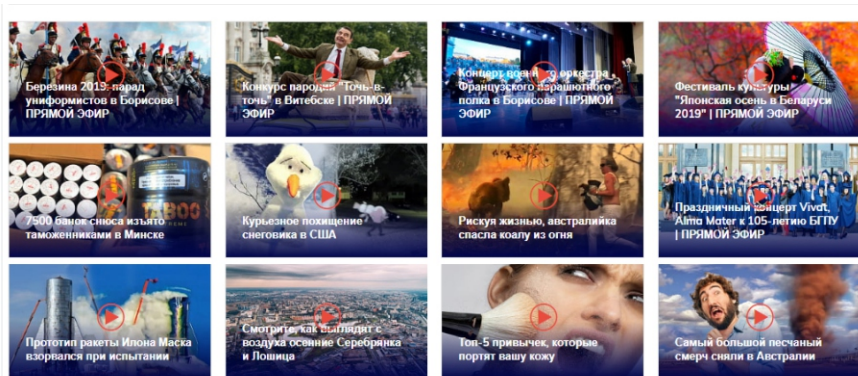 Березина 2019: парад
униформистов в Борисове |
ПРЯМОЙ ЭФИР
Конкурс пародий "Точь-в-
точь" в Витебске | ПРЯМОЙ
ЭФИР
Концерт военного оркестра
Французского парашютного
полка в Борисове | ПРЯМОЙ
ЭФИР
Фестиваль культуры
"Японская осень в Беларуси
2019" | ПРЯМОЙ ЭФИР
7500 банок снюса изъято
таможенниками в Минске
Курьезное похищение
снеговика в США
Рискуя жизнью, австралийка
спасла коалу из огня
Праздничный концерт Vivat,
Alma Mater к 105-летию БГПУ
| ПРЯМОЙ ЭФИР
Прототип ракеты Илона Маска
взорвался при испытании
Смотрите, как выглядят с
воздуха осенние Серебрянка
и Лошица
Топ-5 привычек, которые
портят вашу кожу
Самый большой песчаный
смерч сняли в Австралии